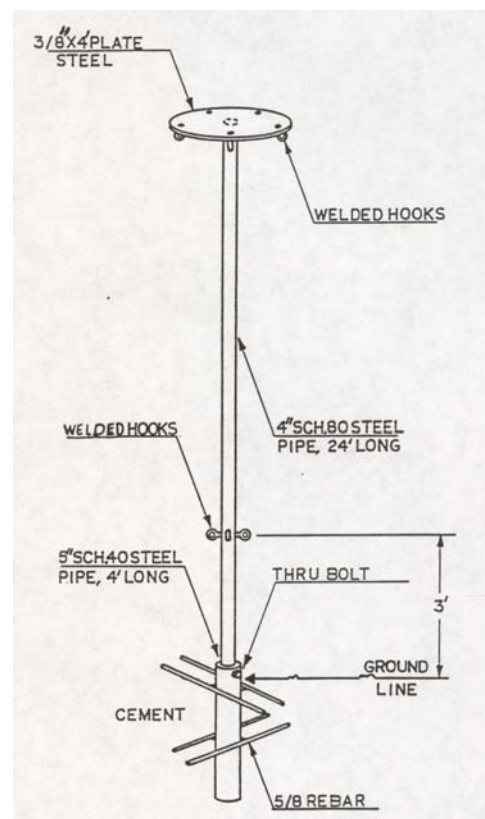 3/8"X4'PLATE
STEEL
WELDED HOOKS
4"SCH.80 STEEL
PIPE, 24' LONG
WELDED HOOKS
5"SCH.40 STEEL
PIPE, 4' LONG
THRU BOLT
3'
GROUND
LINE
CEMENT
5/8 REBAR